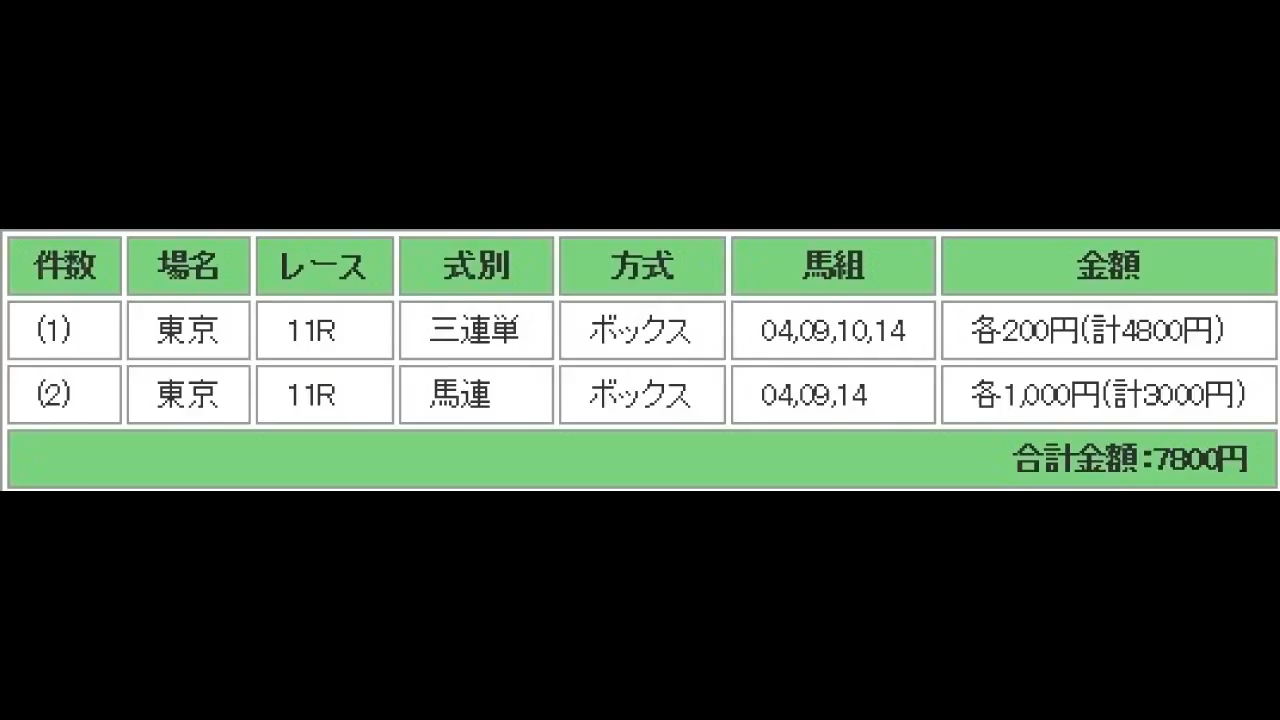 件数 場名 レース 式別 方式 馬組 金額
(1) 東京 11R 三連単 ボックス 04,09,10,14 各200円(計4800円)
(2) 東京 11R 馬連 ボックス 04,09,14 各1,000円(計3000円)
合計金額:7800円